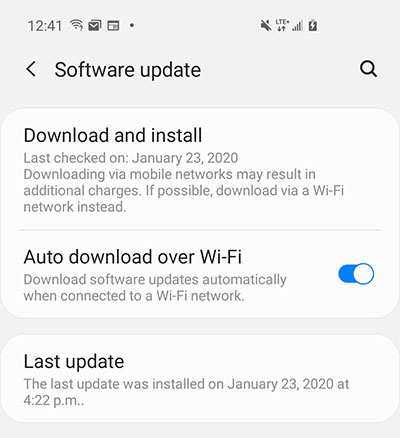 12:41 LTE+
Software update
Download and install
Last checked on: January 23, 2020
Downloading via mobile networks may result in
additional charges. If possible, download via a Wi-Fi
network instead.
Auto download over Wi-Fi
Download software updates automatically
when connected to a Wi-Fi network.
Last update
The last update was installed on January 23, 2020 at
4:22 p.m..